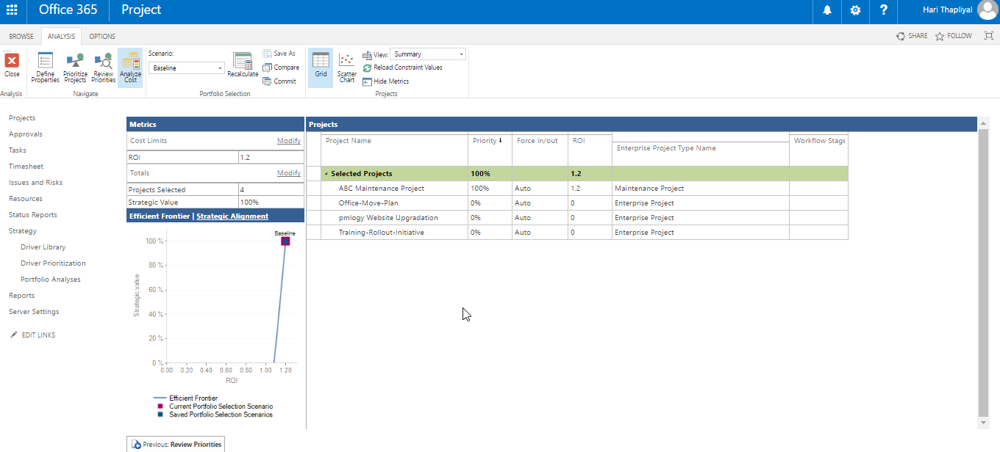 Office 365 Project Hari Thapliyal
BROWSE ANALYSIS OPTIONS SHARE FOLLOW
Close
Analysis
Define Properties
Prioritize Projects
Review Priorities
Analyze Cost
Navigate
Scenario:
Baseline
Recalculate
Save As
Compare
Commit
Portfolio Selection
Grid
Scatter Chart
View: Summary
Reload Constraint Values
Hide Metrics
Projects
Projects
Approvals
Tasks
Timesheet
Issues and Risks
Resources
Status Reports
Strategy
Driver Library
Driver Prioritization
Portfolio Analyses
Reports
Server Settings
EDIT LINKS
Metrics
Cost Limits Modify
ROI 1.2
Totals Modify
Projects Selected 4
Strategic Value 100%
Efficient Frontier | Strategic Alignment
Baseline
100 %
80 %
60 %
40 %
20 %
0 %
Strategic value
0.00 0.20 0.40 0.60 0.80 1.00 1.20
ROI
Efficient Frontier
Current Portfolio Selection Scenario
Saved Portfolio Selection Scenarios
Projects
Project Name Priority Force in/out ROI Enterprise Project Type Name Workflow Stage
Selected Projects 100% 1.2
ABC Maintenance Project 100% Auto 1.2 Maintenance Project
Office-Move-Plan 0% Auto 0 Enterprise Project
pmlogy Website Upgradation 0% Auto 0 Enterprise Project
Training-Rollout-Initiative 0% Auto 0 Enterprise Project
Previous: Review Priorities